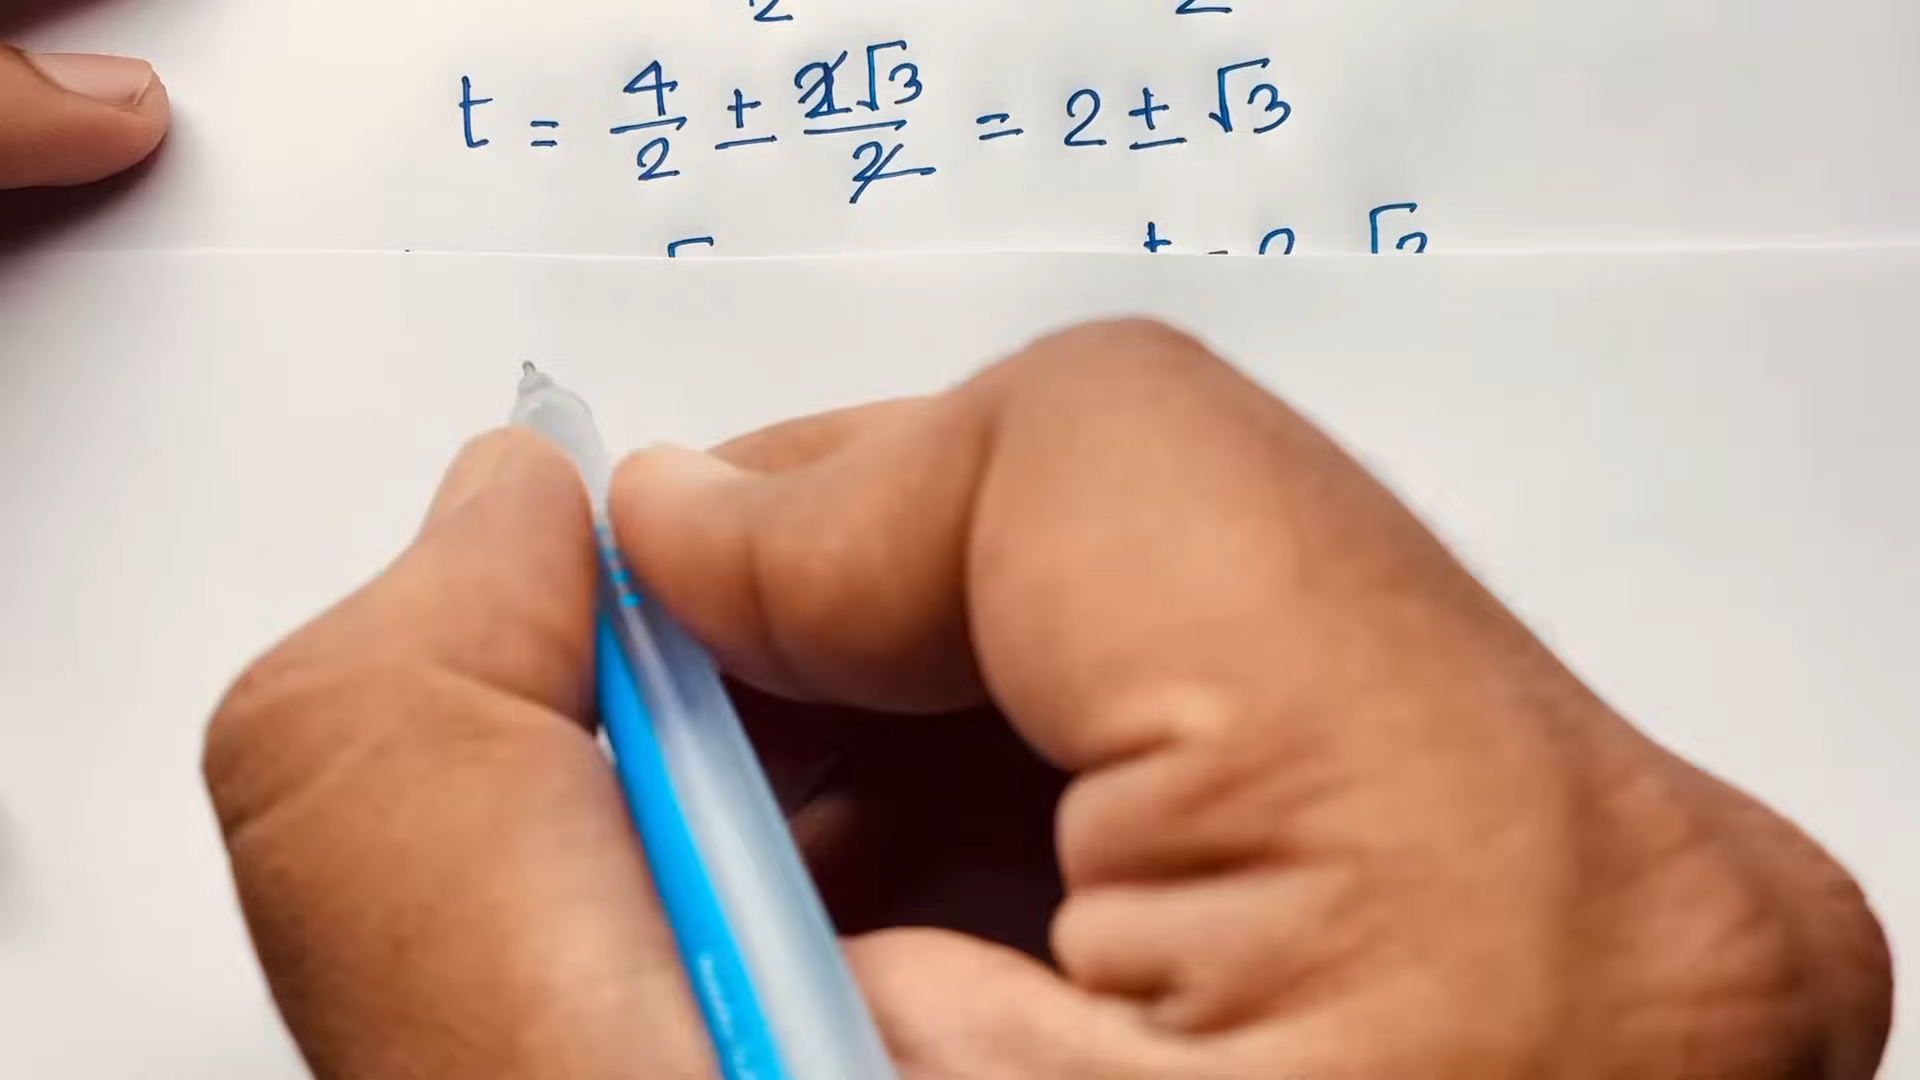 t = 4/2 ± 2√3/2 = 2 ± √3